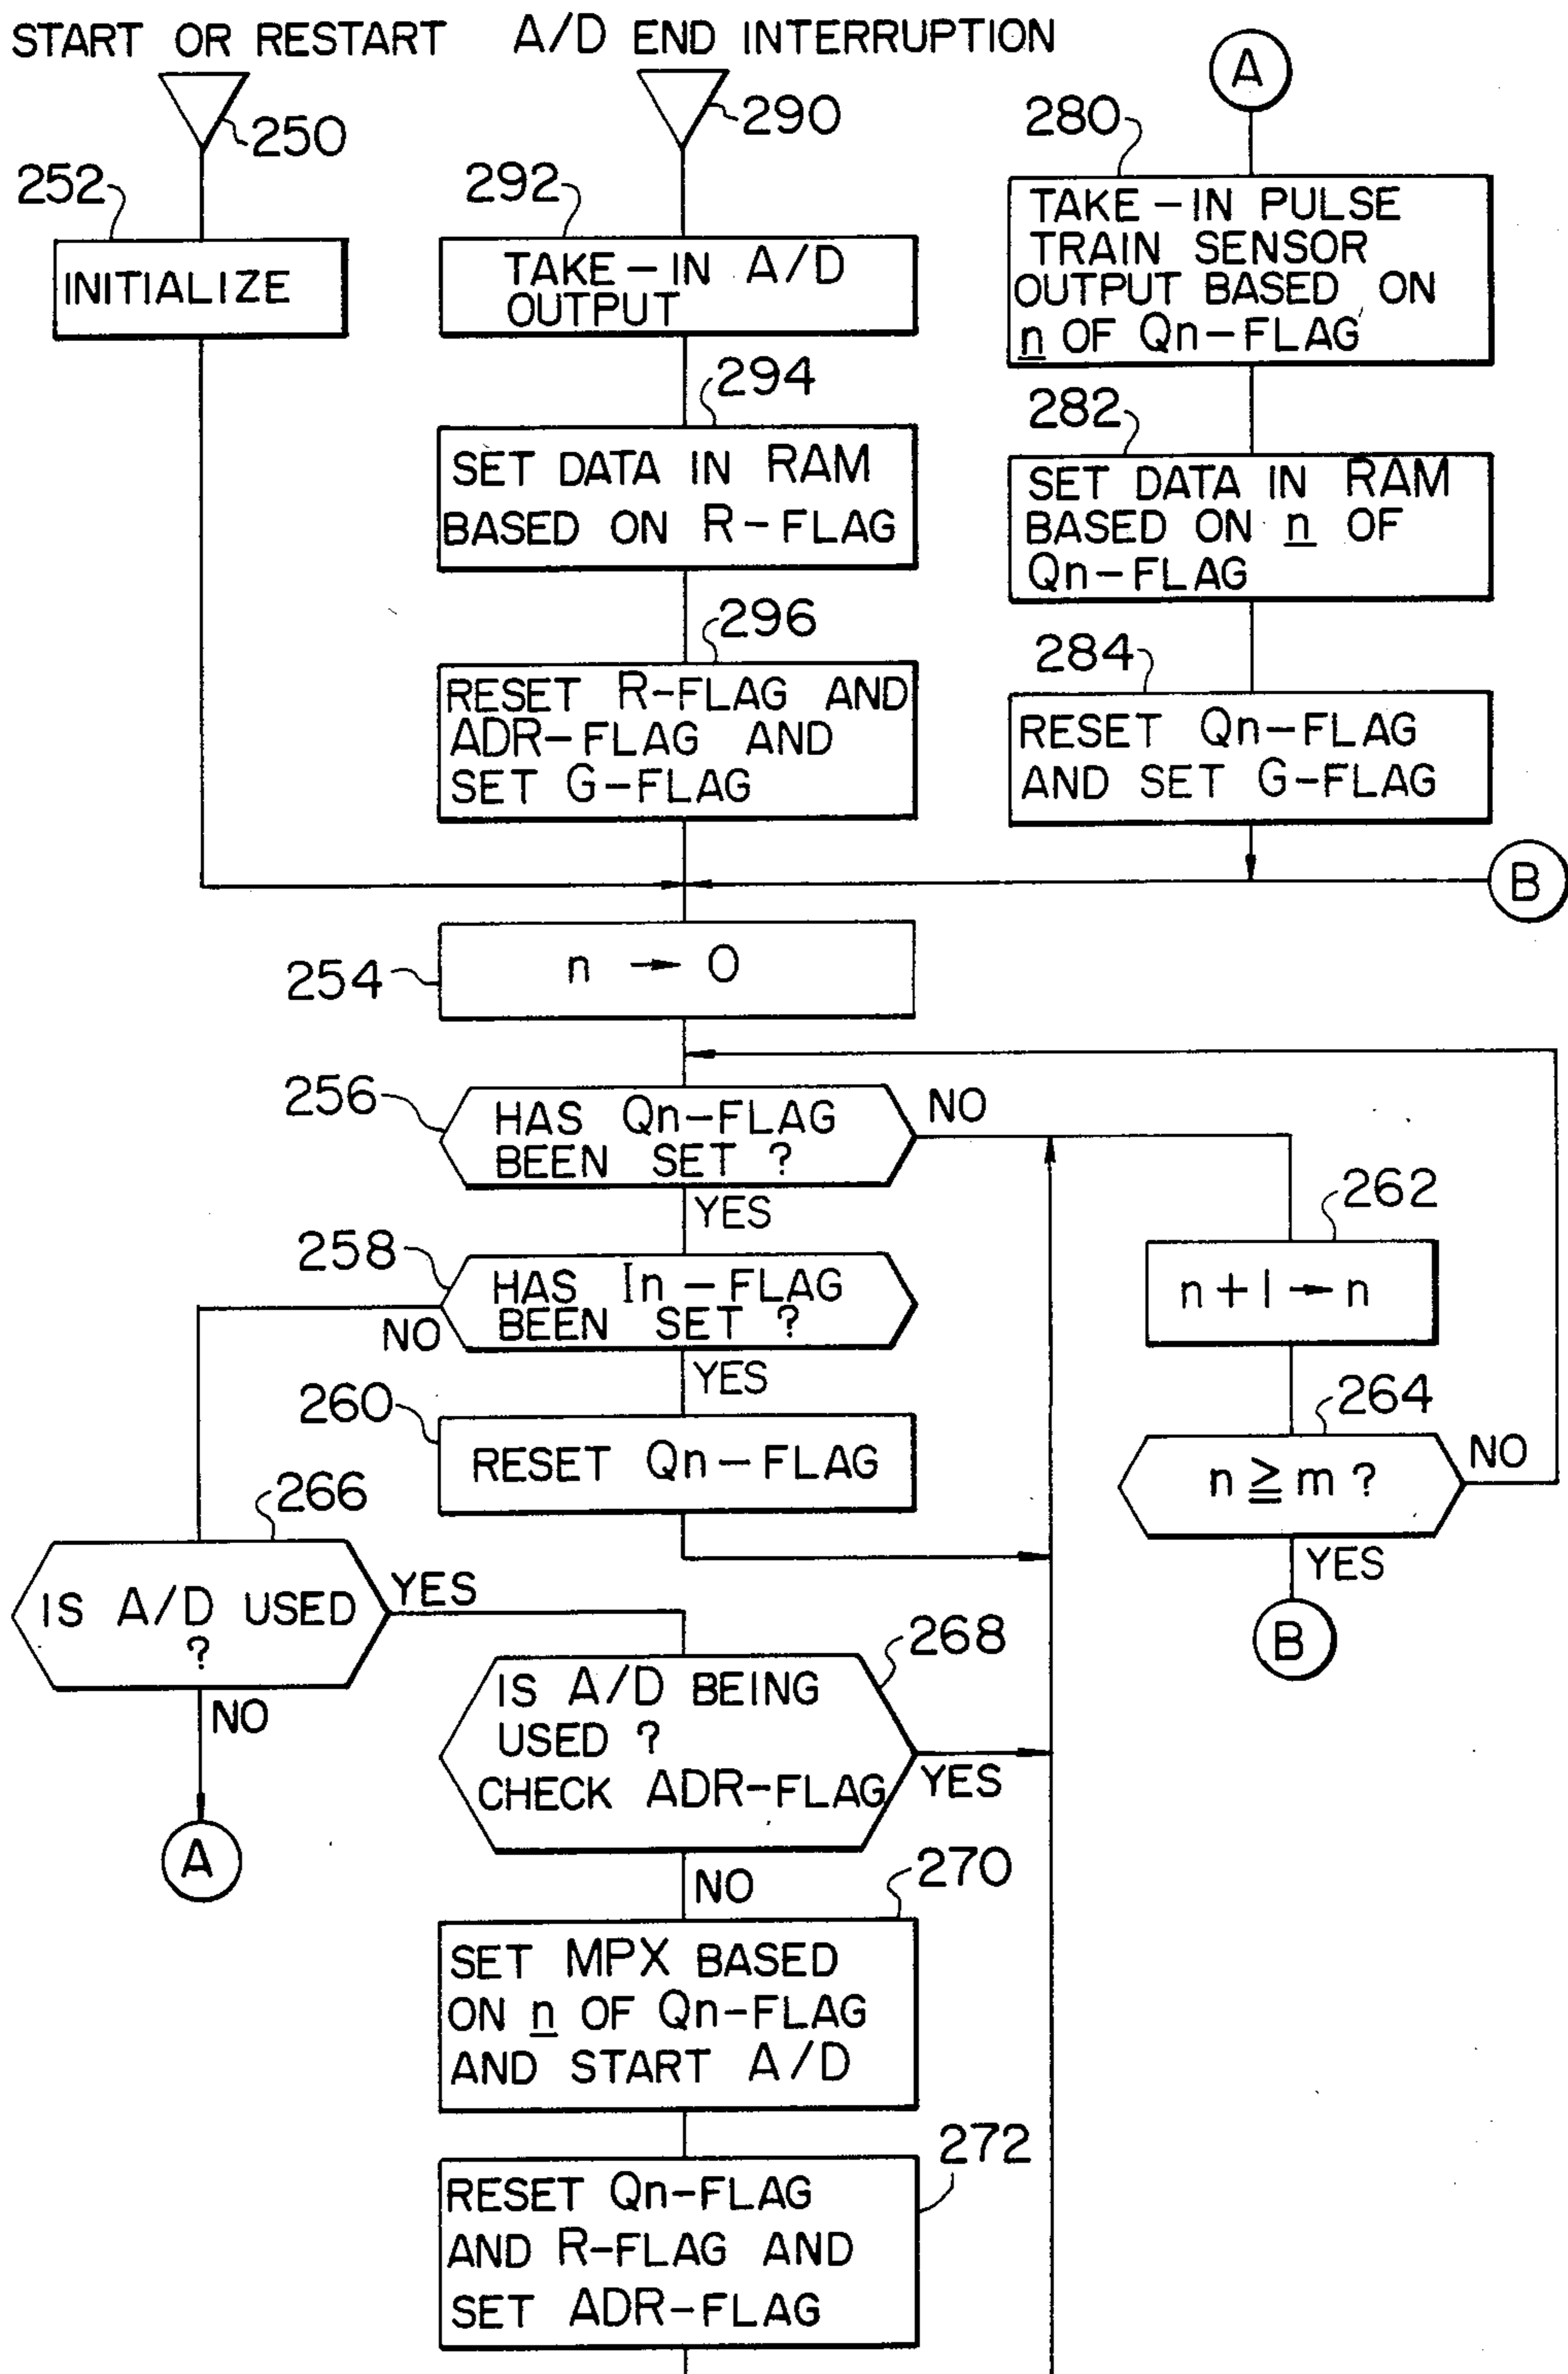 START OR RESTART
A/D END INTERRUPTION
A
250
290
280
252
292
TAKE-IN PULSE
TRAIN SENSOR
OUTPUT BASED ON
n OF Qn-FLAG
INITIALIZE
TAKE-IN A/D
OUTPUT
294
282
SET DATA IN RAM
BASED ON R-FLAG
SET DATA IN RAM
BASED ON n OF
Qn-FLAG
296
284
RESET R-FLAG AND
ADR-FLAG AND
SET G-FLAG
RESET Qn-FLAG
AND SET G-FLAG
B
254
n → 0
256
HAS Qn-FLAG
BEEN SET ?
NO
YES
262
258
HAS In-FLAG
BEEN SET ?
NO
YES
n+1→n
260
RESET Qn-FLAG
264
n ≧ m ?
NO
YES
B
266
IS A/D USED
?
YES
NO
A
268
IS A/D BEING
USED ?
CHECK ADR-FLAG
YES
NO
270
SET MPX BASED
ON n OF Qn-FLAG
AND START A/D
272
RESET Qn-FLAG
AND R-FLAG AND
SET ADR-FLAG